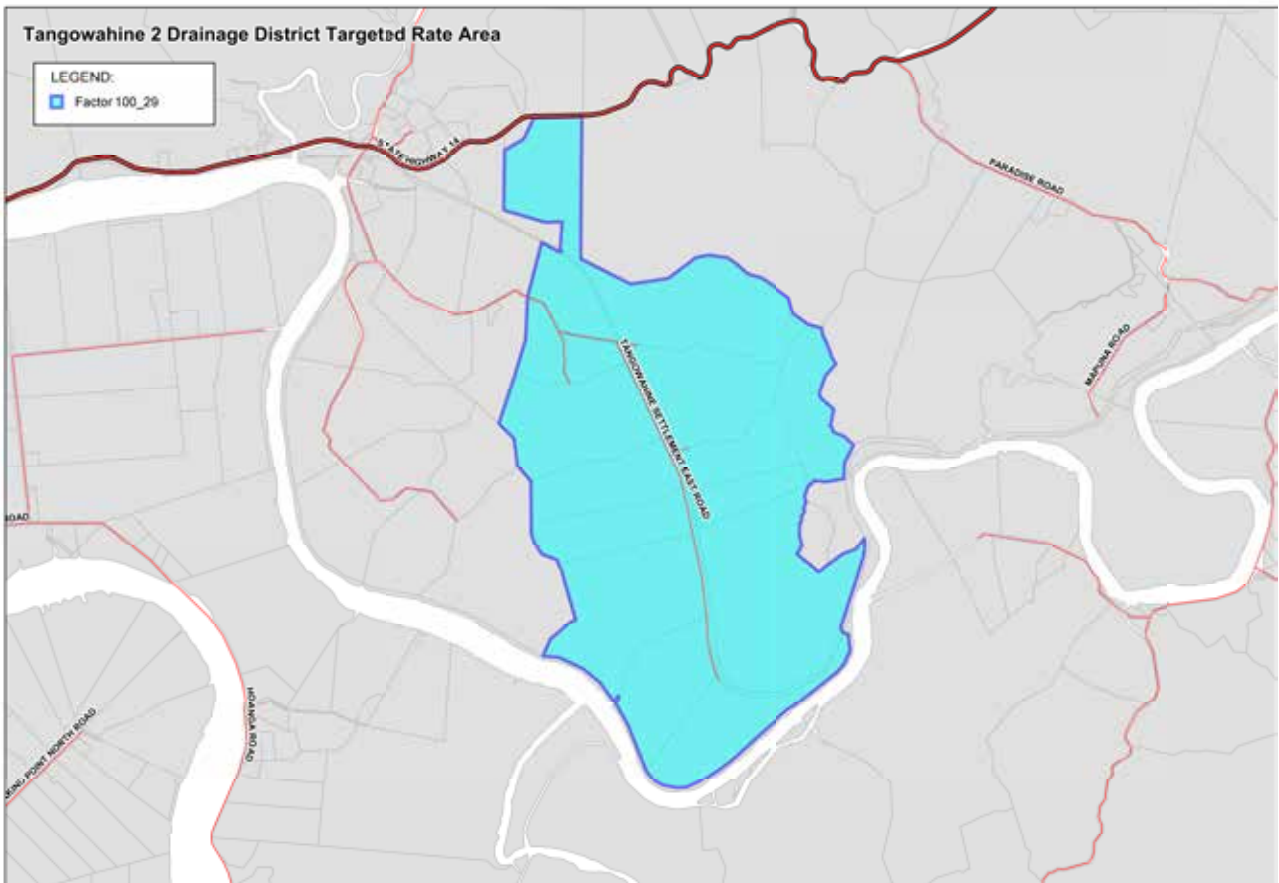 Tangowahine 2 Drainage District Targeted Rate Area
LEGEND:
Factor 100_29
STATE HIGHWAY 14
PARADISE ROAD
MAPUNA ROAD
TANGOWAHINE SETTLEMENT EAST ROAD
ROAD
HOANGA ROAD
KING POINT NORTH ROAD